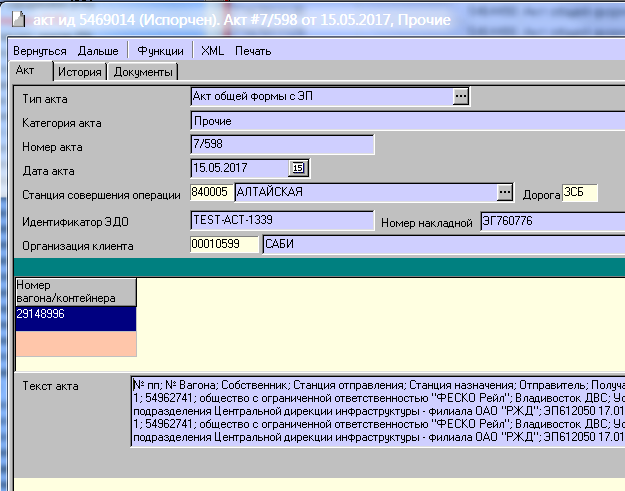 акт ид 5469014 (Испорчен). Акт #7/598 от 15.05.2017, Прочие
Вернуться Дальше Функции XML Печать
Акт История Документы
Тип акта Акт общей формы с ЭП ...
Категория акта Прочие
Номер акта 7/598
Дата акта 15.05.2017 15
Станция совершения операции 840005 АЛТАЙСКАЯ ... Дорога ЗСБ
Идентификатор ЭДО TEST-ACT-1339 Номер накладной ЭГ760776
Организация клиента 00010599 САБИ
Номер
вагона/контейнера
29148996
Текст акта № пп; № Вагона; Собственник; Станция отправления; Станция назначения; Отправитель; Получа
1; 54962741; общество с ограниченной ответственностью "ФЕСКО Рейл"; Владивосток ДВС; Ус
подразделения Центральной дирекции инфраструктуры - филиала ОАО "РЖД"; ЭП612050 17.01
1; 54962741; общество с ограниченной ответственностью "ФЕСКО Рейл"; Владивосток ДВС; Ус
подразделения Центральной дирекции инфраструктуры - филиала ОАО "РЖД"; ЭП612050 17.01